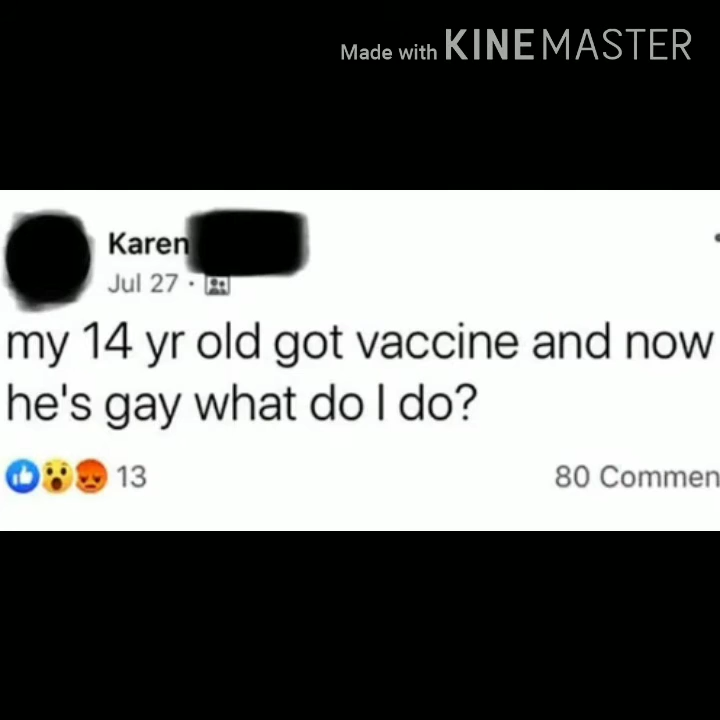 Made with KINEMASTER
Karen
Jul 27 ·
my 14 yr old got vaccine and now
he's gay what do I do?
13
80 Commen